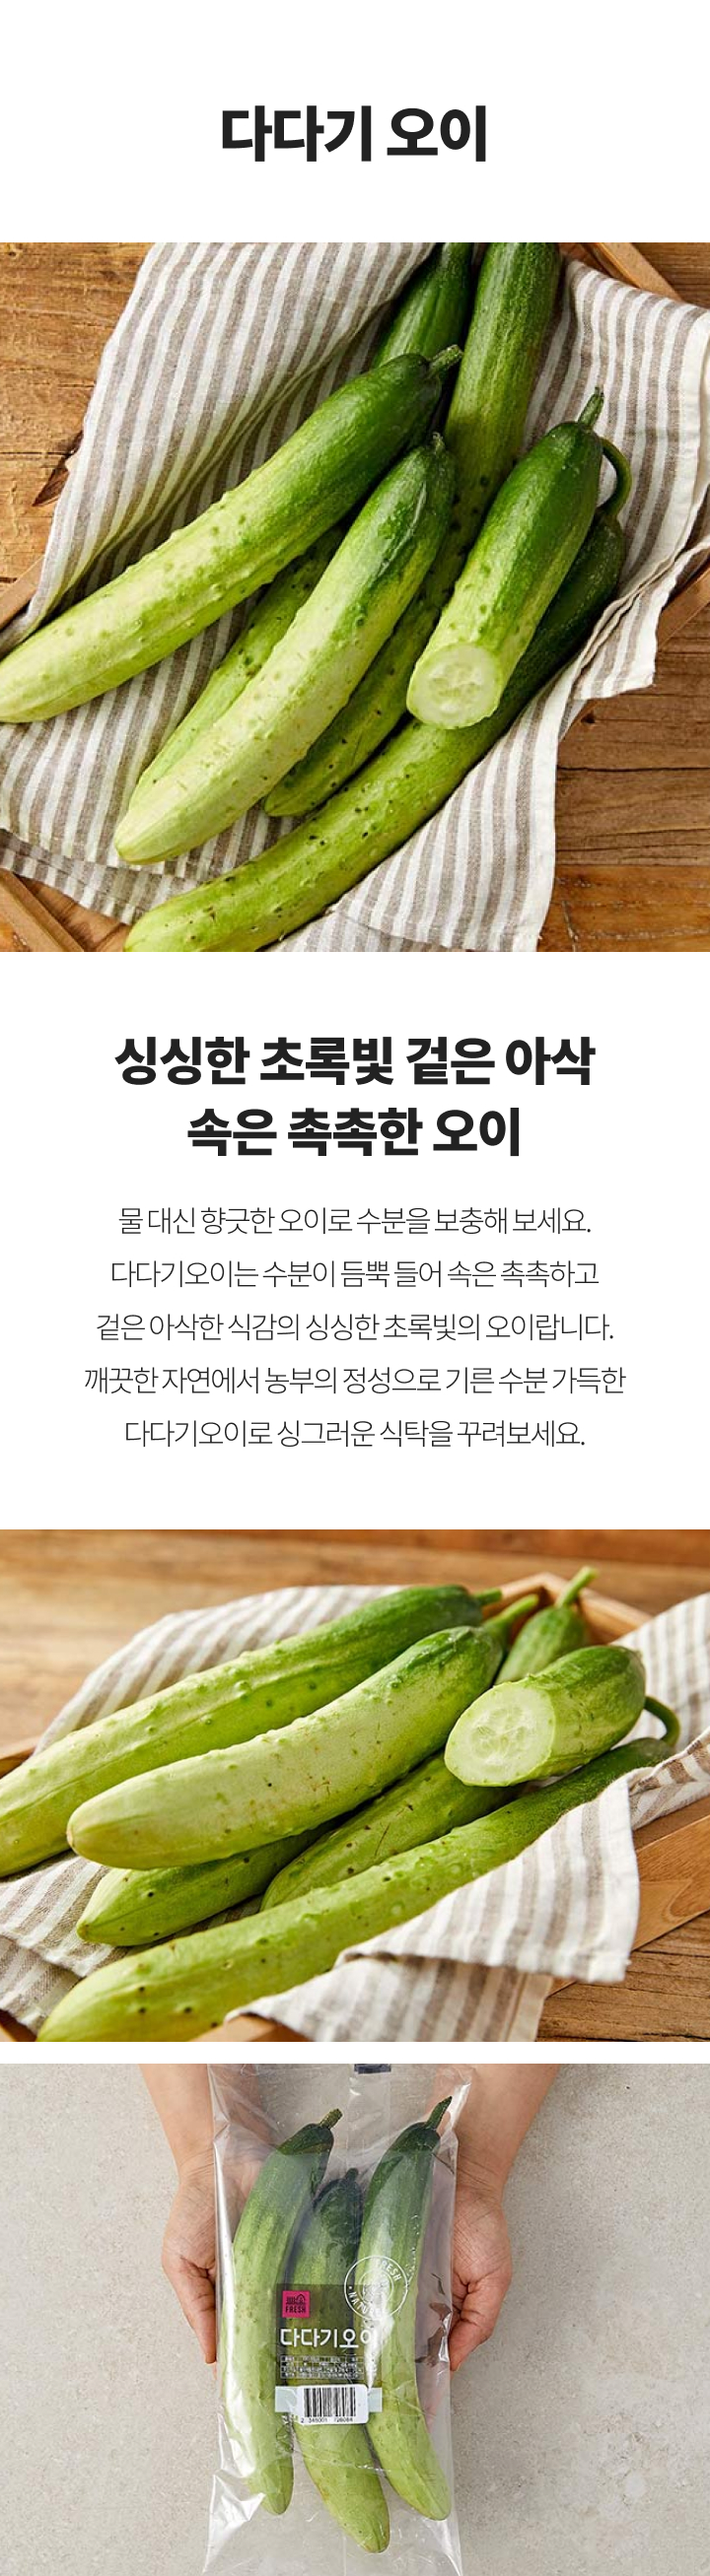 다다기 오이
싱싱한 초록빛 겉은 아삭
속은 촉촉한 오이
물 대신 향긋한 오이로 수분을 보충해 보세요.
다다기오이는 수분이 듬뿍 들어 속은 촉촉하고
겉은 아삭한 식감의 싱싱한 초록빛의 오이랍니다.
깨끗한 자연에서 농부의 정성으로 기른 수분 가득한
다다기오이로 싱그러운 식탁을 꾸려보세요.
FRESH
NATURE
FRESH
다다기오이